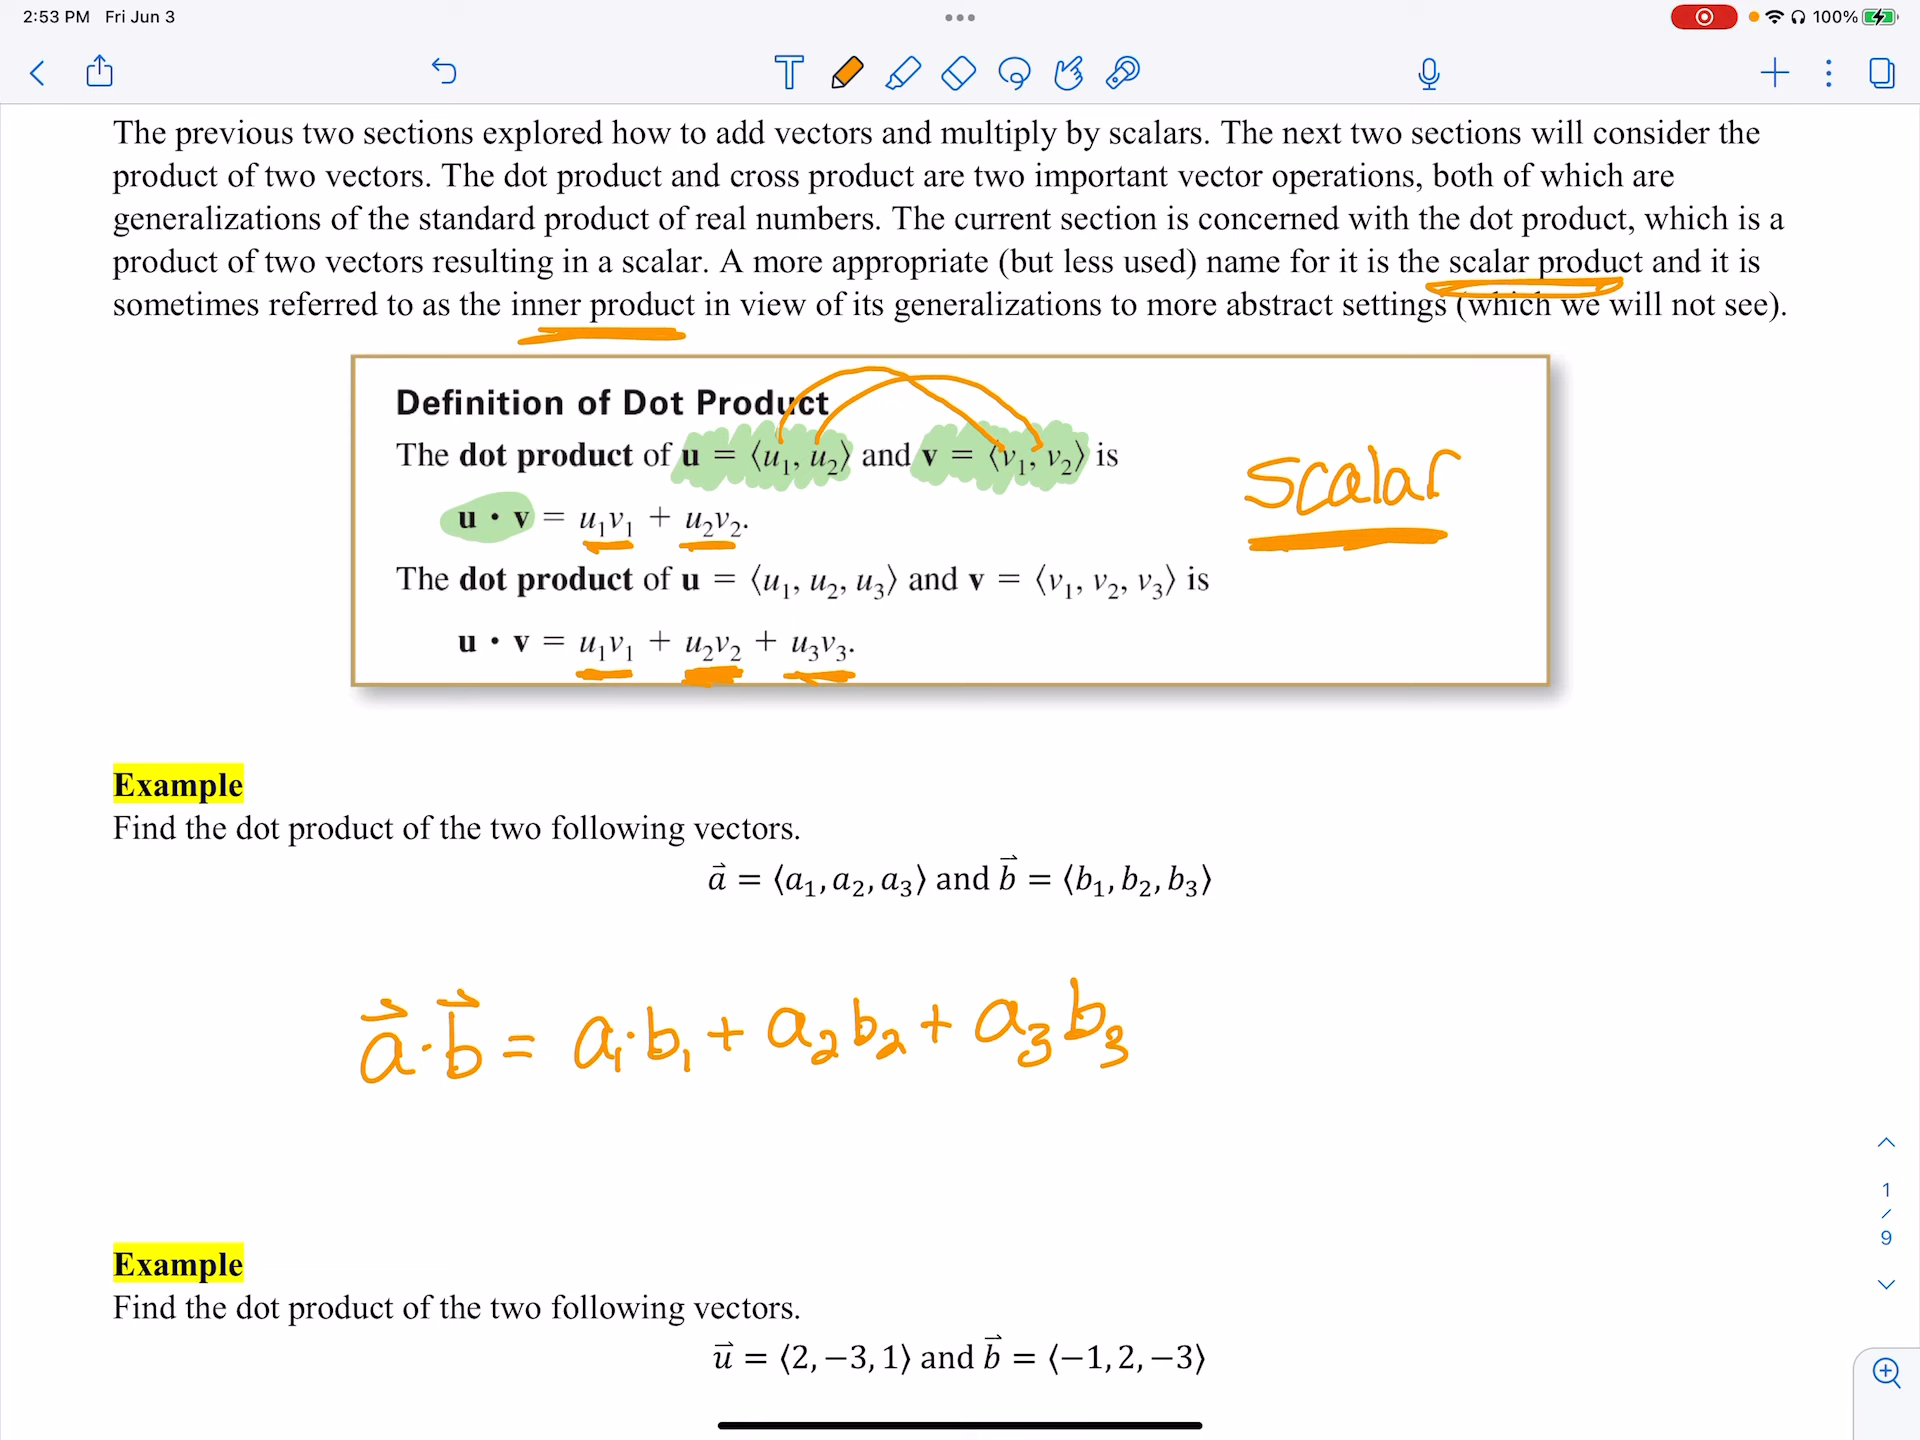 2:53 PM Fri Jun 3
100%
The previous two sections explored how to add vectors and multiply by scalars. The next two sections will consider the
product of two vectors. The dot product and cross product are two important vector operations, both of which are
generalizations of the standard product of real numbers. The current section is concerned with the dot product, which is a
product of two vectors resulting in a scalar. A more appropriate (but less used) name for it is the scalar product and it is
sometimes referred to as the inner product in view of its generalizations to more abstract settings (which we will not see).
Definition of Dot Product
The dot product of u = ⟨u₁, u₂⟩ and v = ⟨v₁, v₂⟩ is
scalar
u · v = u₁v₁ + u₂v₂.
The dot product of u = ⟨u₁, u₂, u₃⟩ and v = ⟨v₁, v₂, v₃⟩ is
u · v = u₁v₁ + u₂v₂ + u₃v₃.
Example
Find the dot product of the two following vectors.
a⃗ = ⟨a₁, a₂, a₃⟩ and b⃗ = ⟨b₁, b₂, b₃⟩
a⃗ · b⃗ = a₁·b₁ + a₂b₂ + a₃b₃
1
/
9
Example
Find the dot product of the two following vectors.
u⃗ = ⟨2, −3, 1⟩ and b⃗ = ⟨−1, 2, −3⟩